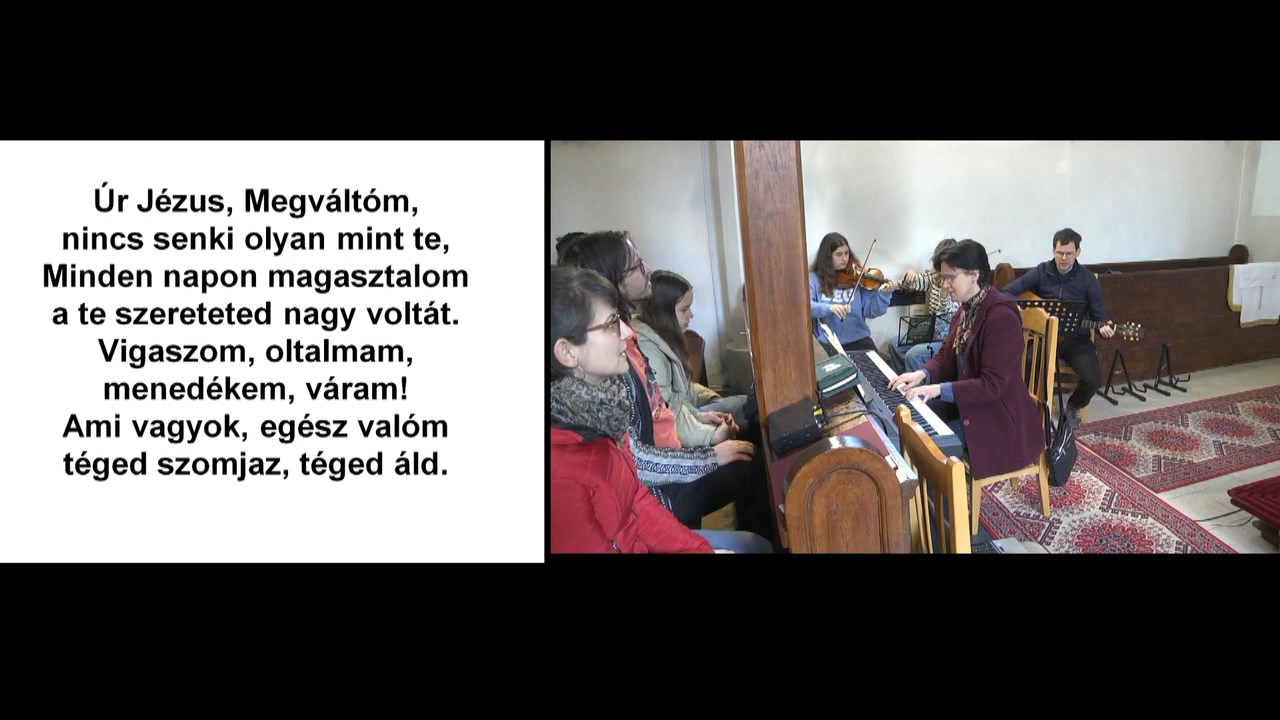 Úr Jézus, Megváltóm,
nincs senki olyan mint te,
Minden napon magasztalom
a te szereteted nagy voltát.
Vigaszom, oltalmam,
menedékem, váram!
Ami vagyok, egész valóm
téged szomjaz, téged áld.